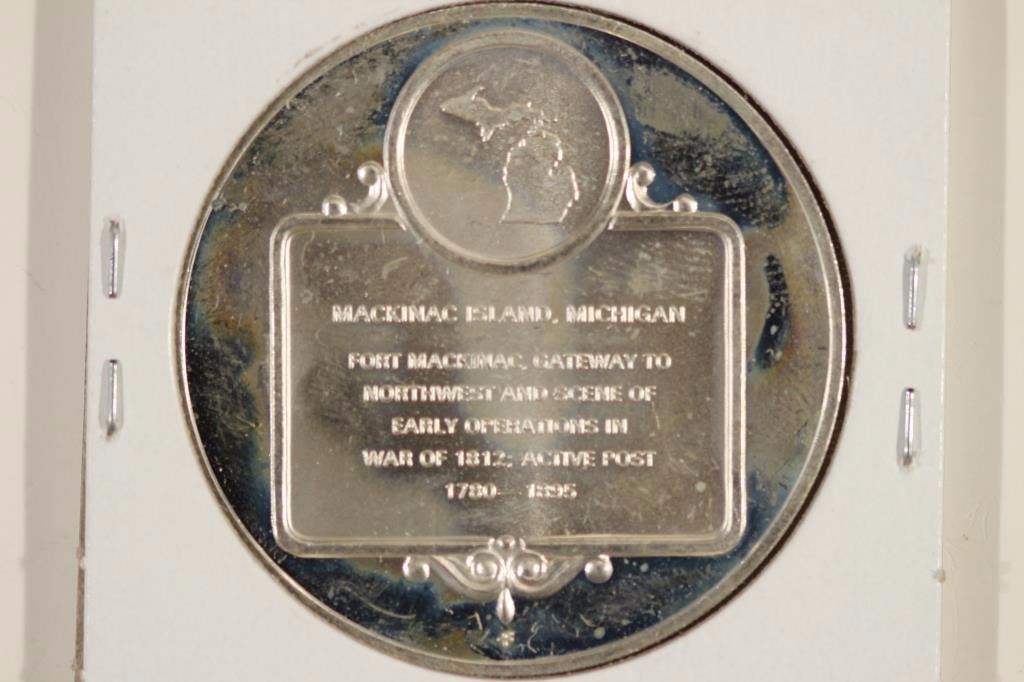 MACKINAC ISLAND, MICHIGAN
FORT MACKINAC, GATEWAY TO
NORTHWEST AND SCENE OF
EARLY OPERATIONS IN
WAR OF 1812; ACTIVE POST
1780—1895